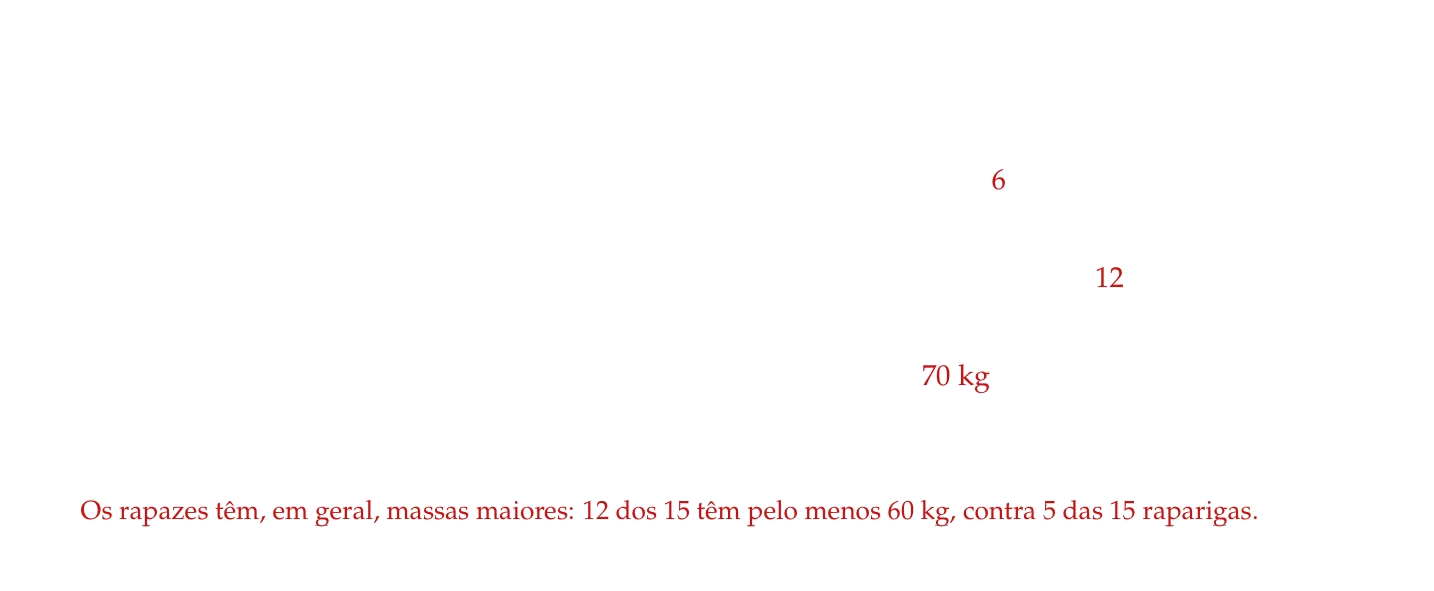 6
12
70 kg
Os rapazes têm, em geral, massas maiores: 12 dos 15 têm pelo menos 60 kg, contra 5 das 15 raparigas.